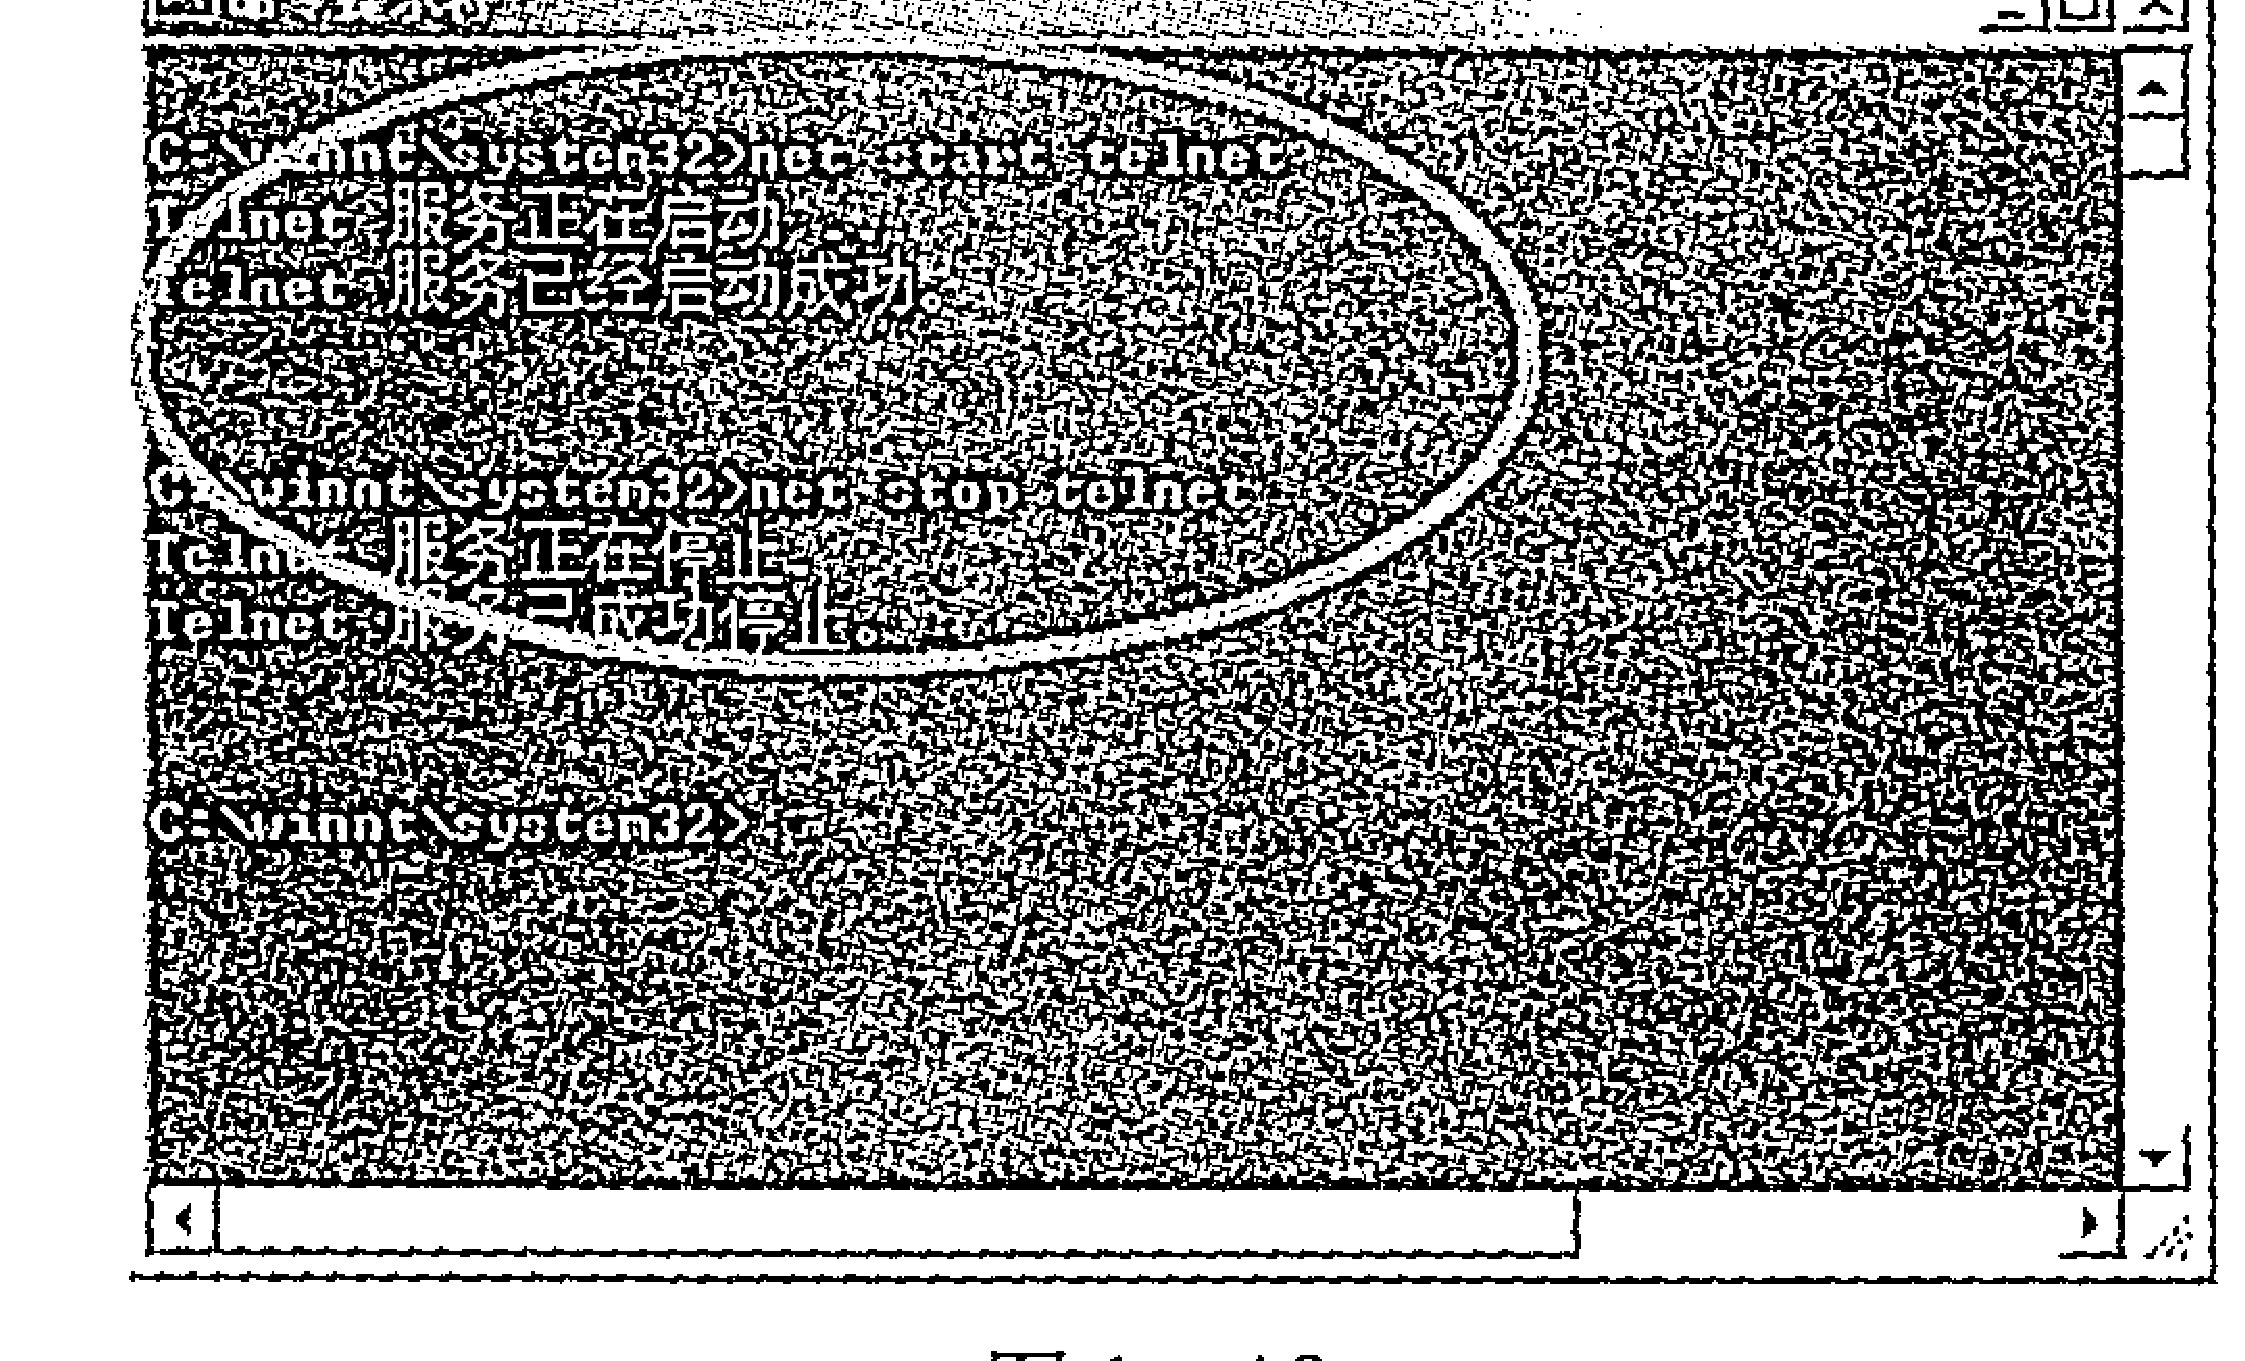 C:\winnt\system32>net start telnet
Telnet 服务正在启动...
Telnet 服务已经启动成功。
C:\winnt\system32>net stop telnet
Telnet 服务正在停止.
Telnet 服务已成功停止。
C:\winnt\system32>